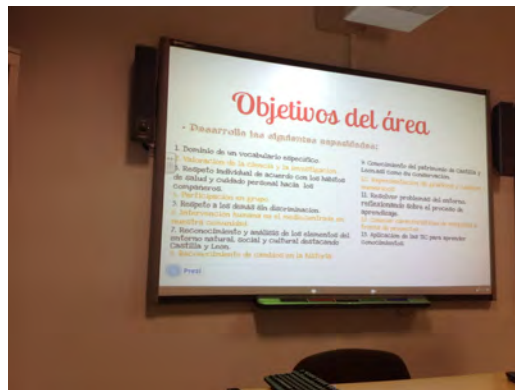 Objetivos del área
- Desarrolla las siguientes capacidades:
1. Dominio de un vocabulario específico
2. Valoración de la ciencia y la investigación
3. Respeto individual de acuerdo con los hábitos
de salud y cuidado personal hacia los
compañeros.
4. Participación en grupo
5. Respeto a los demás sin discriminacion
6. Intervención humana en el medioambiente en
nuestra comunidad
7. Reconocimiento y análisis de los elementos del
entorno natural, social y cultural destacando
Castilla y Leon.
8. Reconocimiento de cambios en la historia
9. Conocimiento del patrimonio de Castilla y
Leon,así como su conservacion.
10. Interpretación de gráficos y
11. Resolver problemas del entorno,
reflexionando sobre el proceso de
aprendizaje.
13. Aplicación de las TIC para aprender
conocimientos.
Prezi